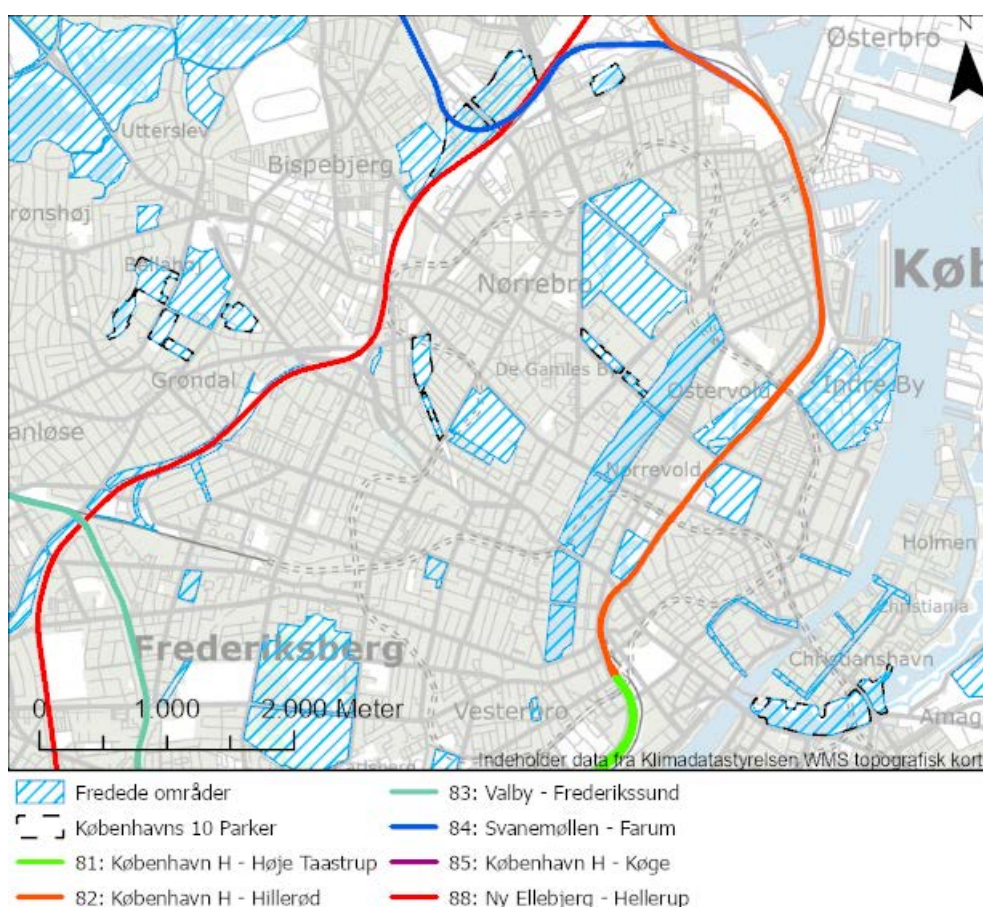 N
Østerbro
Utterslev
Bispebjerg
rønshøj
Bellahøj
Køb
Nørrebro
De Gamles B
Grøndal
Østervold
Indre By
anløse
Nørrevold
Holmen
Christiania
Frederiksberg
Christianshavn
0 1.000 2.000 Meter
Vesterbro
Amag
Carlsberg
Indeholder data fra Klimadatastyrelsen, WMS topografisk kort
Fredede områder
Københavns 10 Parker
81: København H - Høje Taastrup
82: København H - Hillerød
83: Valby - Frederikssund
84: Svanemøllen - Farum
85: København H - Køge
88: Ny Ellebjerg - Hellerup